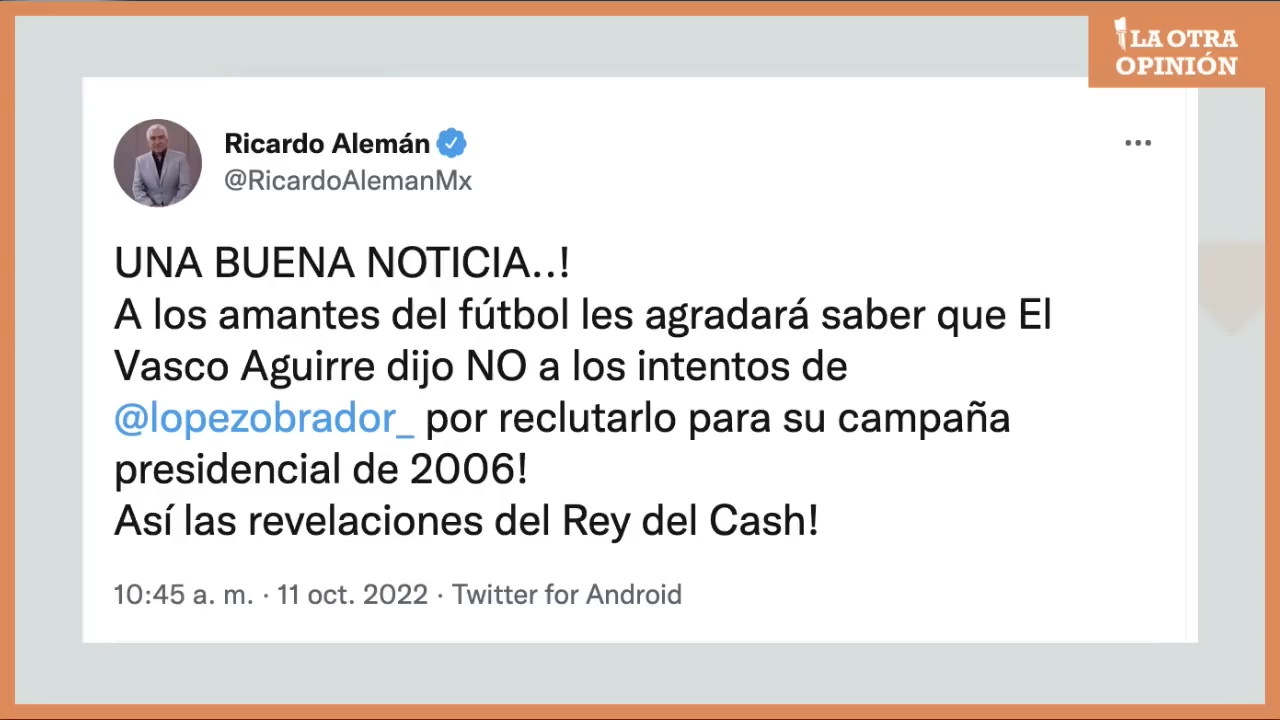 LA OTRA
OPINIÓN
Ricardo Alemán
@RicardoAlemanMx
UNA BUENA NOTICIA..!
A los amantes del fútbol les agradará saber que El
Vasco Aguirre dijo NO a los intentos de
@lopezobrador_ por reclutarlo para su campaña
presidencial de 2006!
Así las revelaciones del Rey del Cash!
10:45 a. m. · 11 oct. 2022 · Twitter for Android